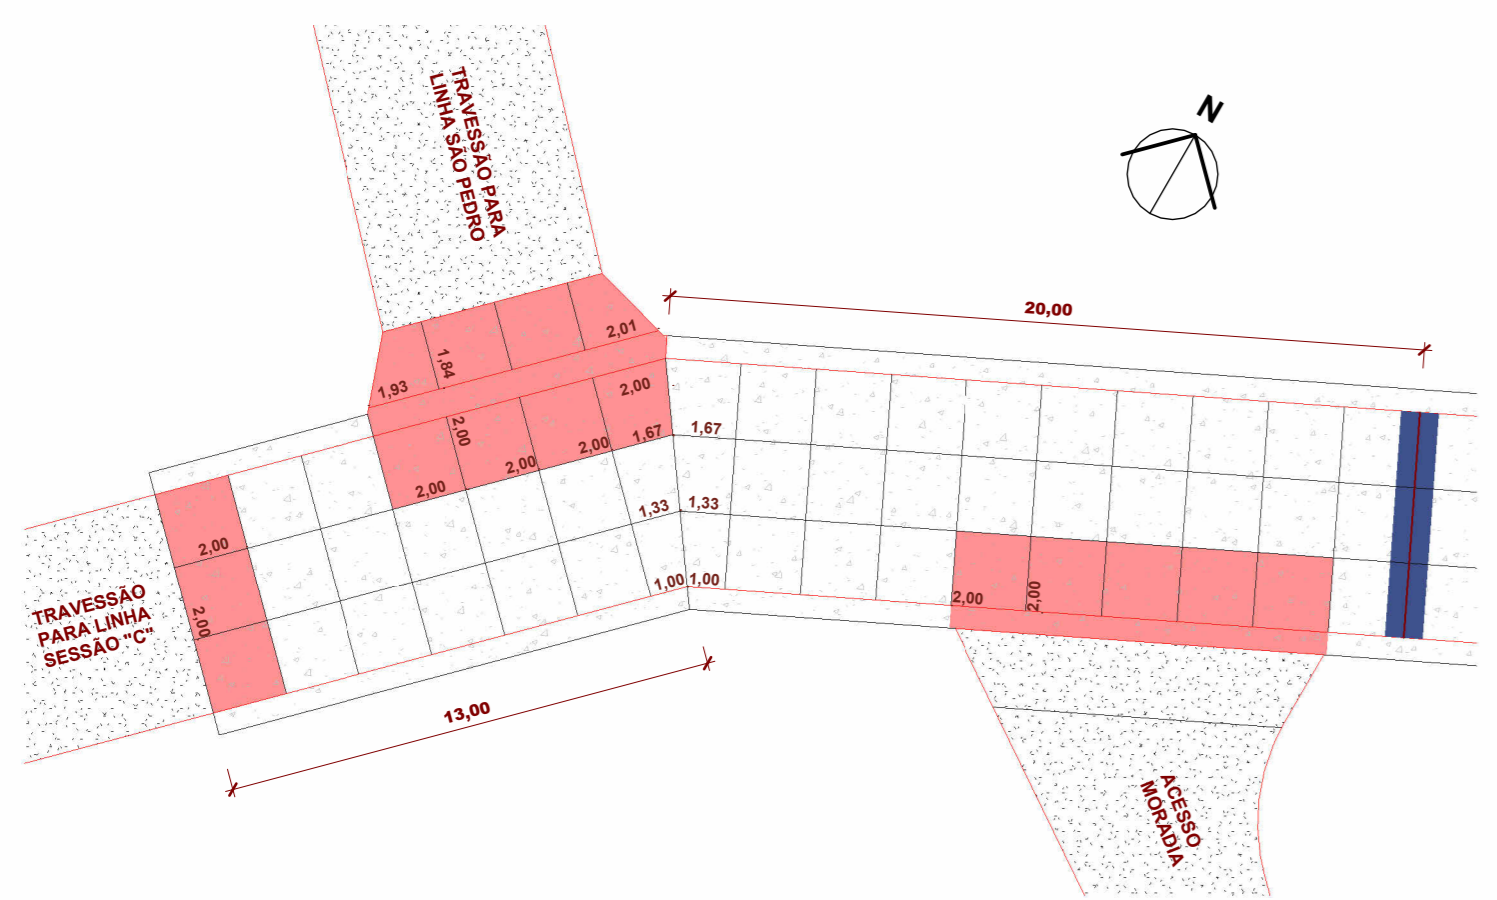 N
TRAVESSÃO PARA
LINHA SÃO PEDRO
20,00
2,01
1,84
1,93
2,00
2,00
1,67
2,00
2,00
2,00
1,67
1,33
1,33
1,00
1,00
2,00
2,00
TRAVESSÃO
PARA LINHA
SESSÃO "C"
2,00
2,00
13,00
ACESSO
MORADIA